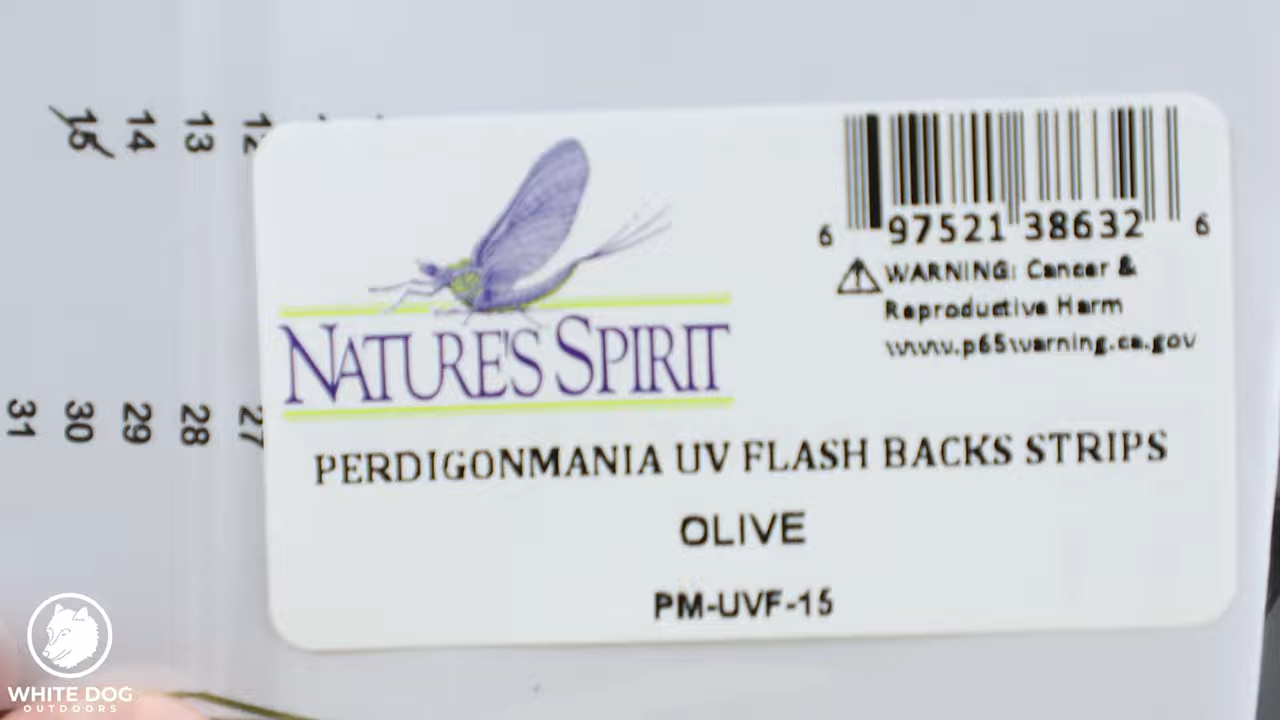 15 14 13 12
31 30 29 28 27
NATURE'S SPIRIT
6 97521 38632 6
WARNING: Cancer &
Reproductive Harm
www.p65warning.ca.gov
PERDIGONMANIA UV FLASH BACKS STRIPS
OLIVE
PM-UVF-15
WHITE DOG
OUTDOORS